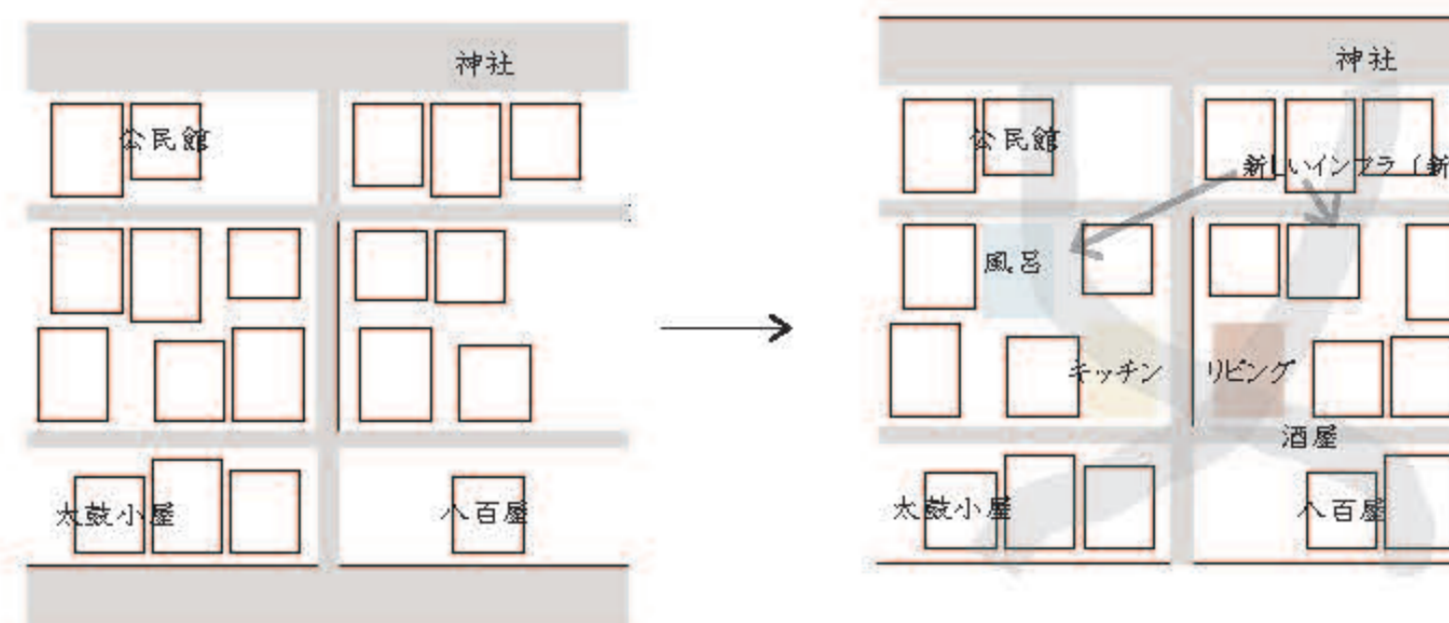 神社
公民館
太鼓小屋
八百屋
神社
公民館
新しいインフラ（新
風呂
キッチン
リビング
酒屋
太鼓小屋
八百屋